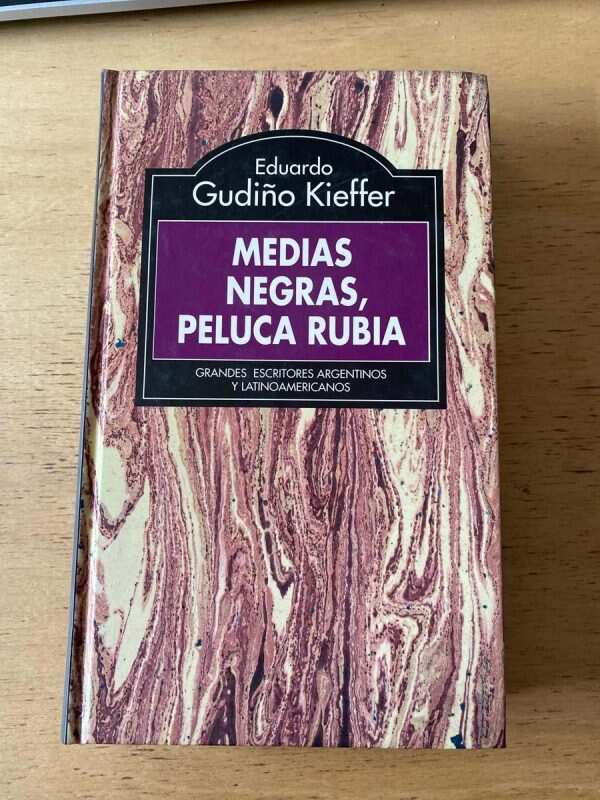 Eduardo
Gudiño Kieffer
MEDIAS
NEGRAS,
PELUCA RUBIA
GRANDES ESCRITORES ARGENTINOS
Y LATINOAMERICANOS